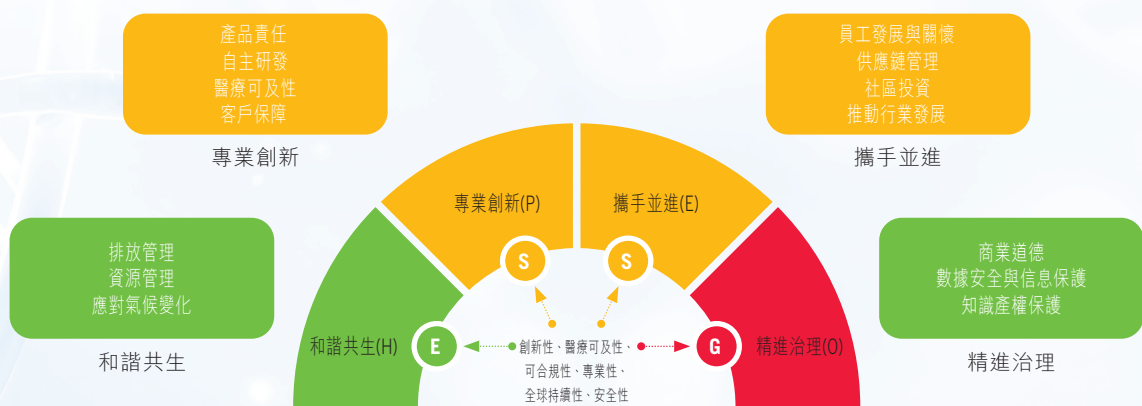 產品責任
自主研發
醫療可及性
客戶保障
專業創新
員工發展與關懷
供應鏈管理
社區投資
推動行業發展
攜手並進
排放管理
資源管理
應對氣候變化
和諧共生
專業創新(P)
攜手並進(E)
S
S
和諧共生(H)
E
創新性、醫療可及性、
可合規性、專業性、
全球持續性、安全性
G
精進治理(O)
商業道德
數據安全與信息保護
知識產權保護
精進治理